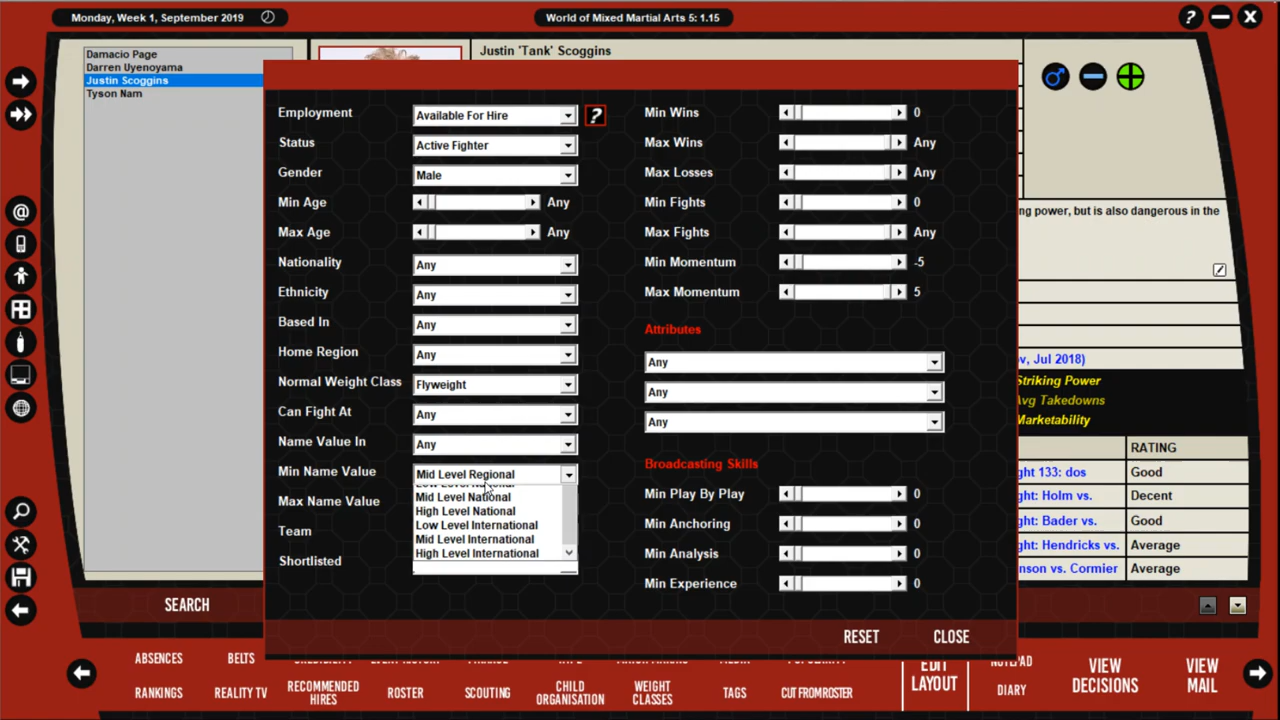 Monday, Week 1, September 2019
World of Mixed Martial Arts 5: 1.15
?
Damacio Page
Darren Uyenoyama
Justin Scoggins
Tyson Nam
Justin 'Tank' Scoggins
Employment
Available For Hire
?
Status
Active Fighter
Gender
Male
Min Age
Any
Max Age
Any
Nationality
Any
Ethnicity
Any
Based In
Any
Home Region
Any
Normal Weight Class
Flyweight
Can Fight At
Any
Name Value In
Any
Min Name Value
Mid Level Regional
Low Level National
Mid Level National
High Level National
Low Level International
Mid Level International
High Level International
Max Name Value
Team
Shortlisted
Min Wins
0
Max Wins
Any
Max Losses
Any
Min Fights
0
Max Fights
Any
Min Momentum
-5
Max Momentum
5
Attributes
Any
Any
Any
Broadcasting Skills
Min Play By Play
0
Min Anchoring
0
Min Analysis
0
Min Experience
0
RESET
CLOSE
ng power, but is also dangerous in the
v, Jul 2018)
Striking Power
Avg Takedowns
Marketability
RATING
ght 133: dos
Good
ght: Holm vs.
Decent
ght: Bader vs.
Good
ght: Hendricks vs.
Average
nson vs. Cormier
Average
SEARCH
ABSENCES
BELTS
POPULARITY
EDIT LAYOUT
NOTEPAD
VIEW DECISIONS
VIEW MAIL
RANKINGS
REALITY TV
RECOMMENDED HIRES
ROSTER
SCOUTING
CHILD ORGANISATION
WEIGHT CLASSES
TAGS
CUT FROM ROSTER
DIARY